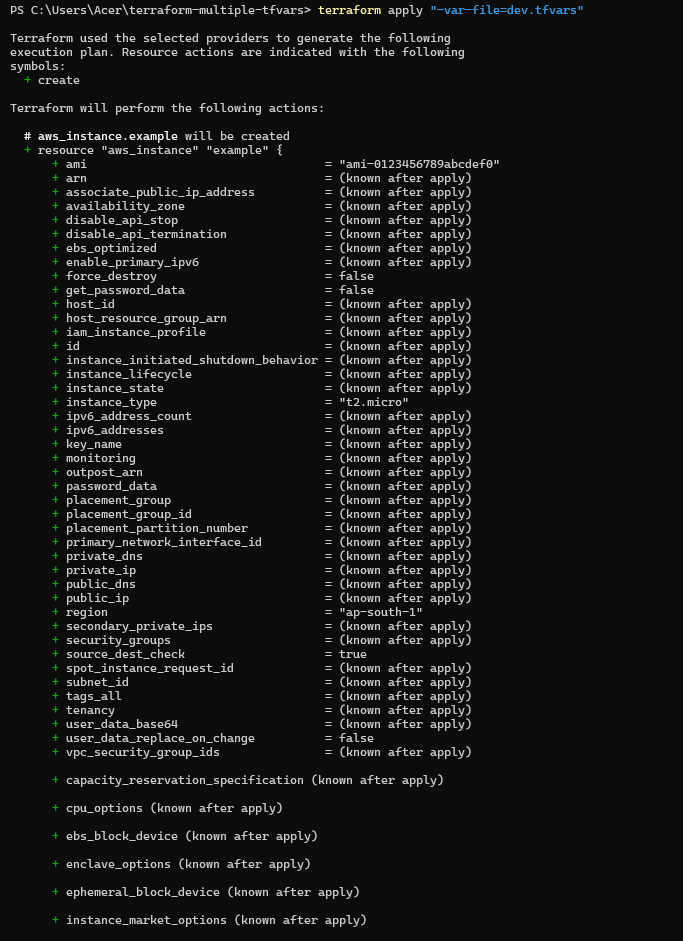 PS C:\Users\Acer\terraform-multiple-tfvars> terraform apply "-var-file=dev.tfvars"

Terraform used the selected providers to generate the following
execution plan. Resource actions are indicated with the following
symbols:
  + create

Terraform will perform the following actions:

  # aws_instance.example will be created
  + resource "aws_instance" "example" {
      + ami                                  = "ami-0123456789abcdef0"
      + arn                                  = (known after apply)
      + associate_public_ip_address          = (known after apply)
      + availability_zone                    = (known after apply)
      + disable_api_stop                     = (known after apply)
      + disable_api_termination              = (known after apply)
      + ebs_optimized                        = (known after apply)
      + enable_primary_ipv6                  = (known after apply)
      + force_destroy                        = false
      + get_password_data                    = false
      + host_id                              = (known after apply)
      + host_resource_group_arn              = (known after apply)
      + iam_instance_profile                 = (known after apply)
      + id                                   = (known after apply)
      + instance_initiated_shutdown_behavior = (known after apply)
      + instance_lifecycle                   = (known after apply)
      + instance_state                       = (known after apply)
      + instance_type                        = "t2.micro"
      + ipv6_address_count                   = (known after apply)
      + ipv6_addresses                       = (known after apply)
      + key_name                             = (known after apply)
      + monitoring                           = (known after apply)
      + outpost_arn                          = (known after apply)
      + password_data                        = (known after apply)
      + placement_group                      = (known after apply)
      + placement_group_id                   = (known after apply)
      + placement_partition_number           = (known after apply)
      + primary_network_interface_id         = (known after apply)
      + private_dns                          = (known after apply)
      + private_ip                           = (known after apply)
      + public_dns                           = (known after apply)
      + public_ip                            = (known after apply)
      + region                               = "ap-south-1"
      + secondary_private_ips                = (known after apply)
      + security_groups                      = (known after apply)
      + source_dest_check                    = true
      + spot_instance_request_id             = (known after apply)
      + subnet_id                            = (known after apply)
      + tags_all                             = (known after apply)
      + tenancy                              = (known after apply)
      + user_data_base64                     = (known after apply)
      + user_data_replace_on_change          = false
      + vpc_security_group_ids               = (known after apply)

      + capacity_reservation_specification (known after apply)

      + cpu_options (known after apply)

      + ebs_block_device (known after apply)

      + enclave_options (known after apply)

      + ephemeral_block_device (known after apply)

      + instance_market_options (known after apply)